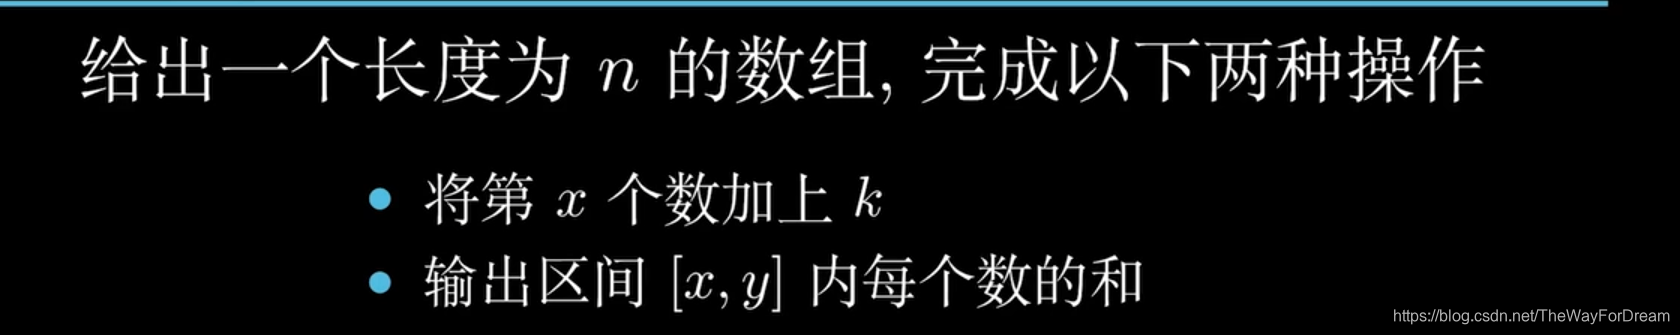 给出一个长度为 n 的数组, 完成以下两种操作
• 将第 x 个数加上 k
• 输出区间 [x, y] 内每个数的和
https://blog.csdn.net/TheWayForDream